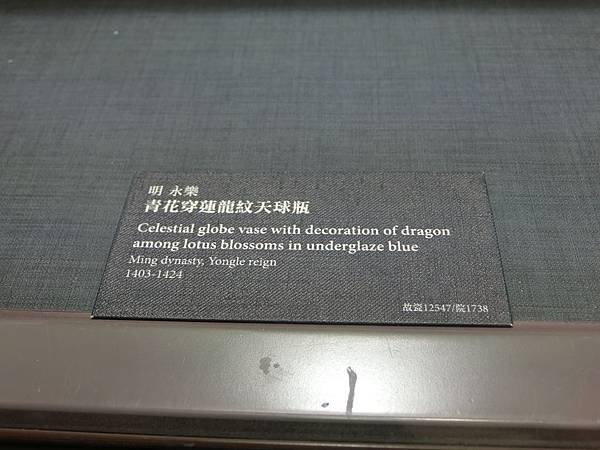 明 永樂
青花穿蓮龍紋天球瓶
Celestial globe vase with decoration of dragon
among lotus blossoms in underglaze blue
Ming dynasty, Yongle reign
1403-1424
故瓷12547/院1738